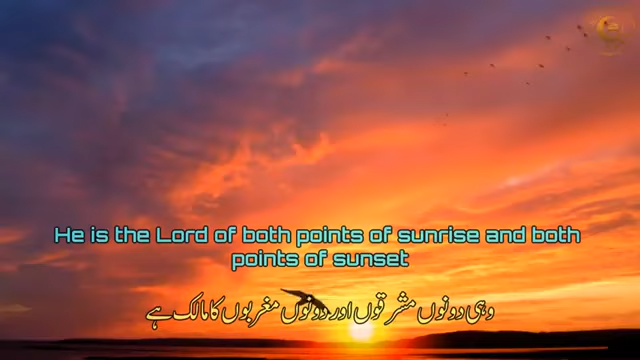 He is the Lord of both points of sunrise and both
points of sunset
وہی دونوں مشرقوں اور دونوں مغربوں کا مالک ہے